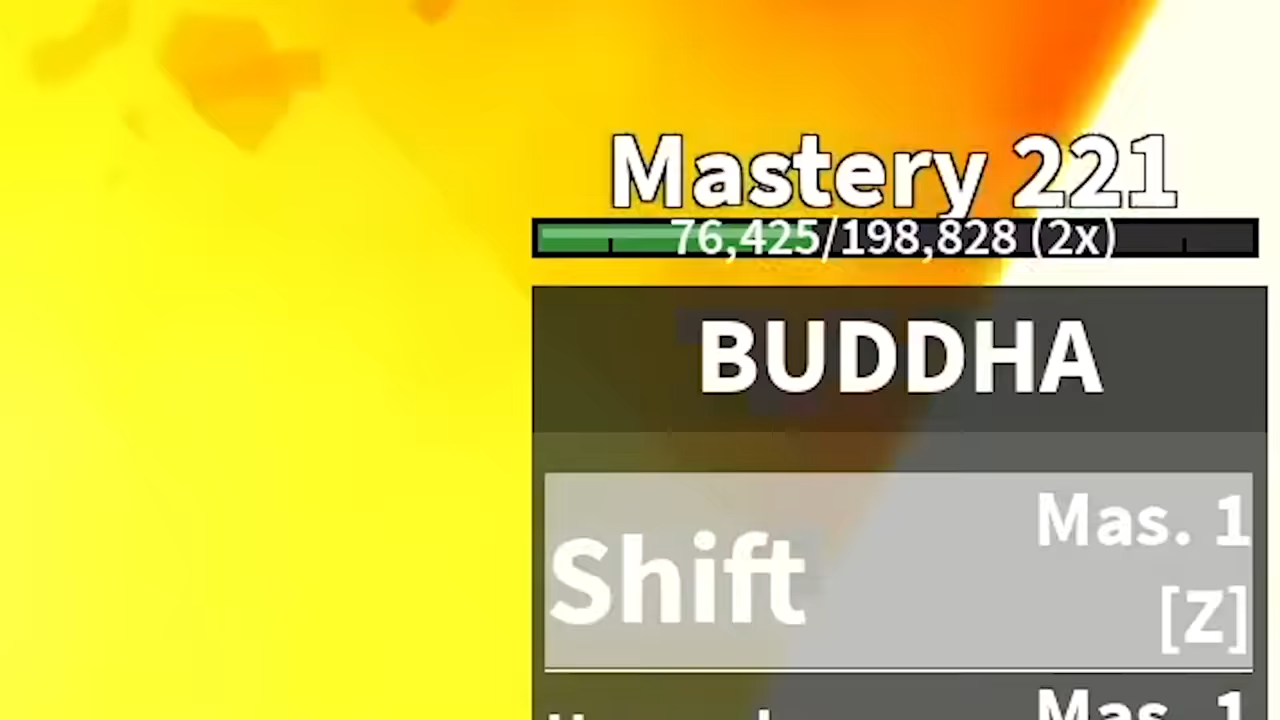 Mastery 221
76,425/198,828 (2x)
BUDDHA
Mas. 1
Shift
[Z]
Mas. 1